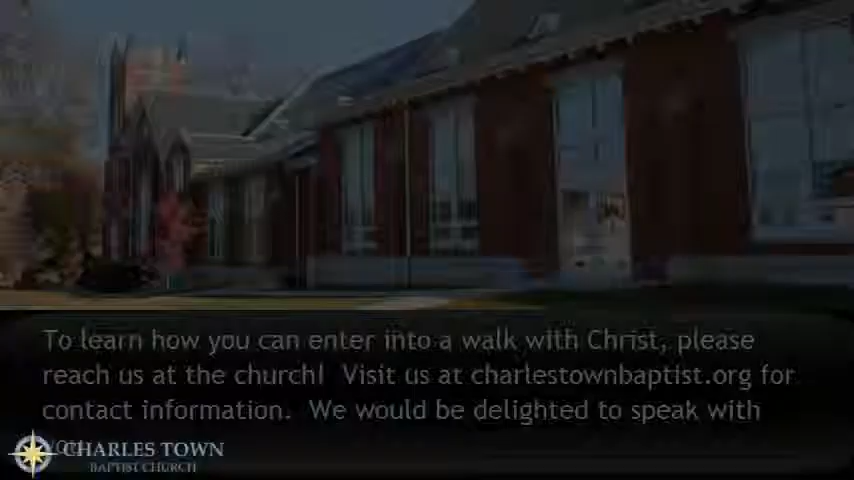 To learn how you can enter into a walk with Christ, please
reach us at the church!  Visit us at charlestownbaptist.org for
contact information.  We would be delighted to speak with
you.
CHARLES TOWN
BAPTIST CHURCH